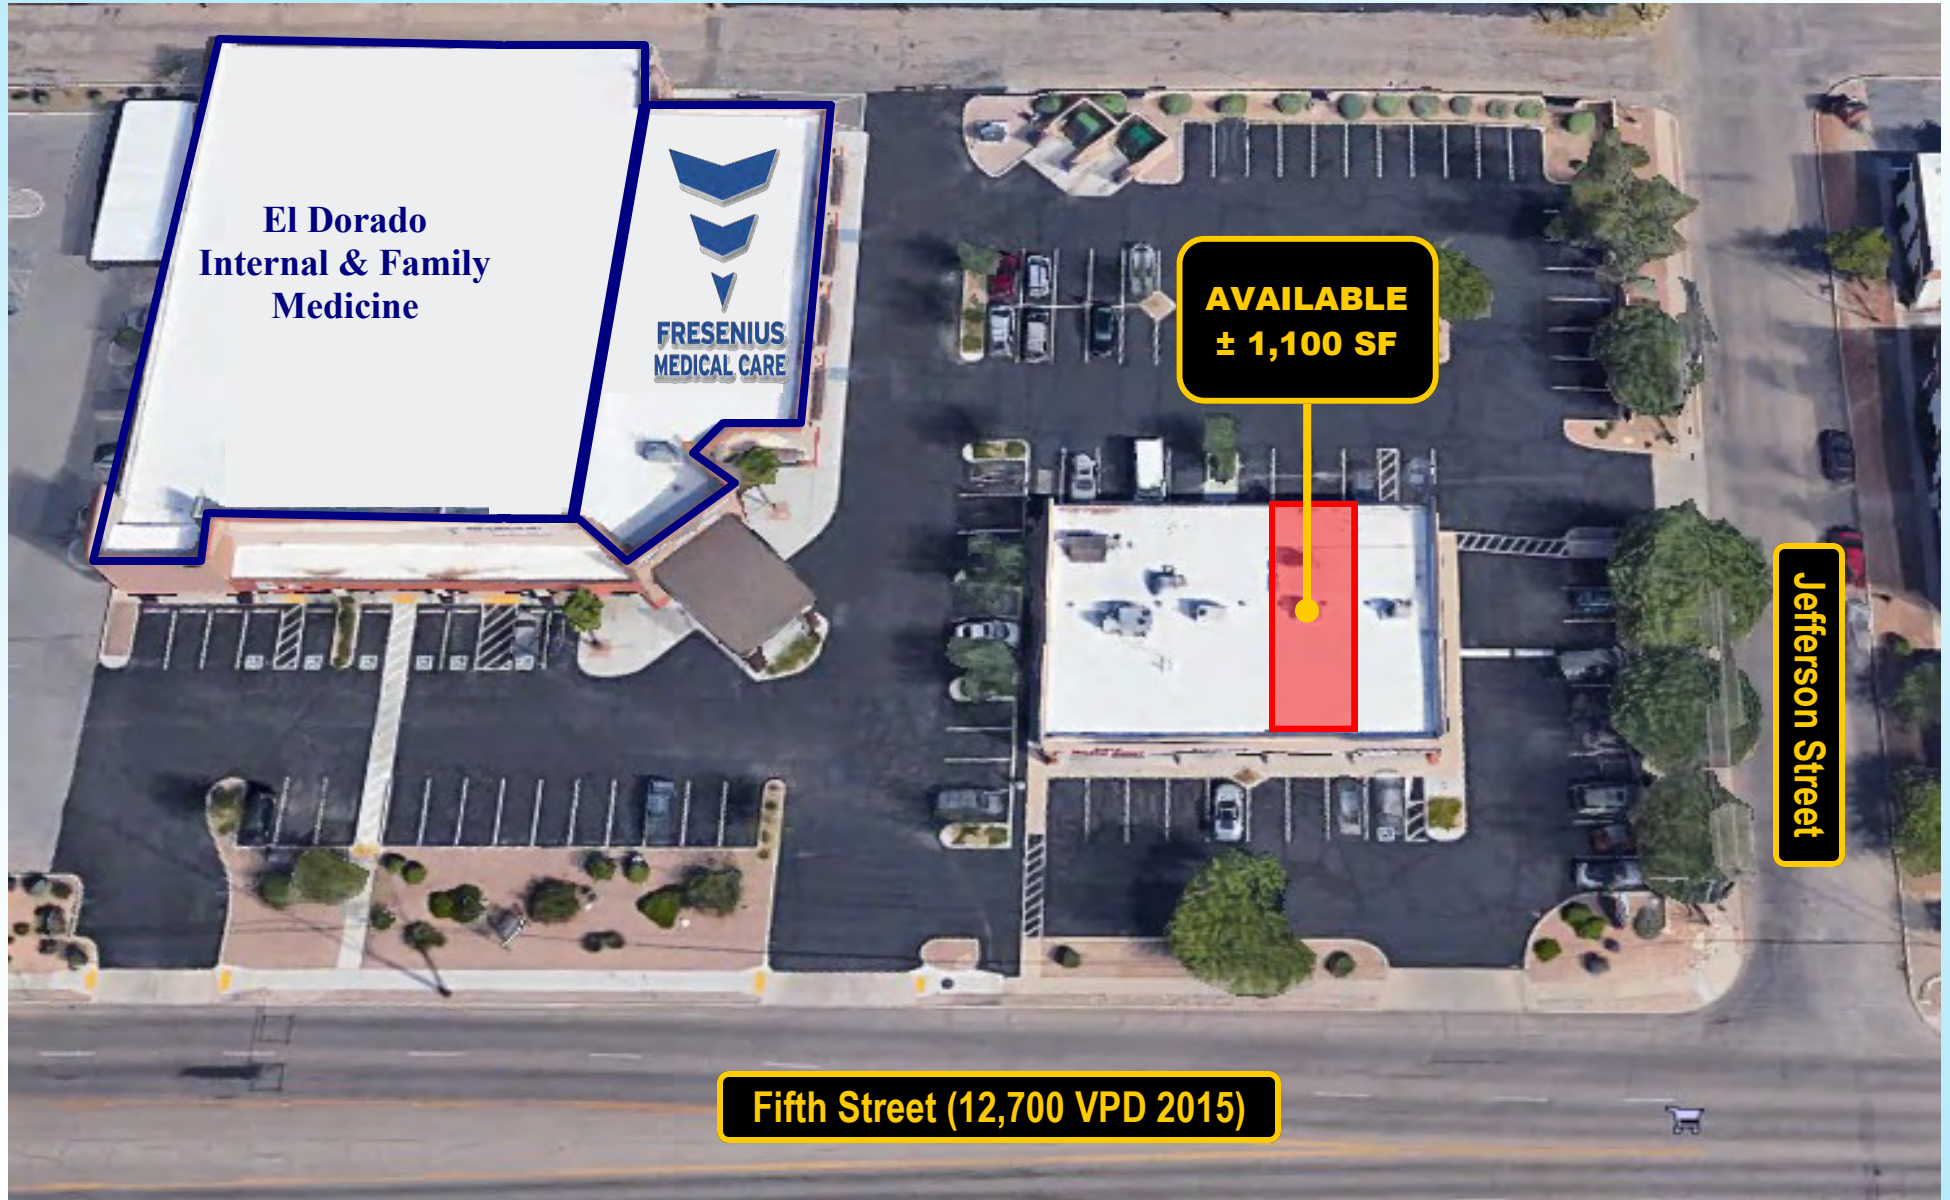 El Dorado
Internal & Family
Medicine
FRESENIUS
MEDICAL CARE
AVAILABLE
± 1,100 SF
Jefferson Street
Fifth Street (12,700 VPD 2015)